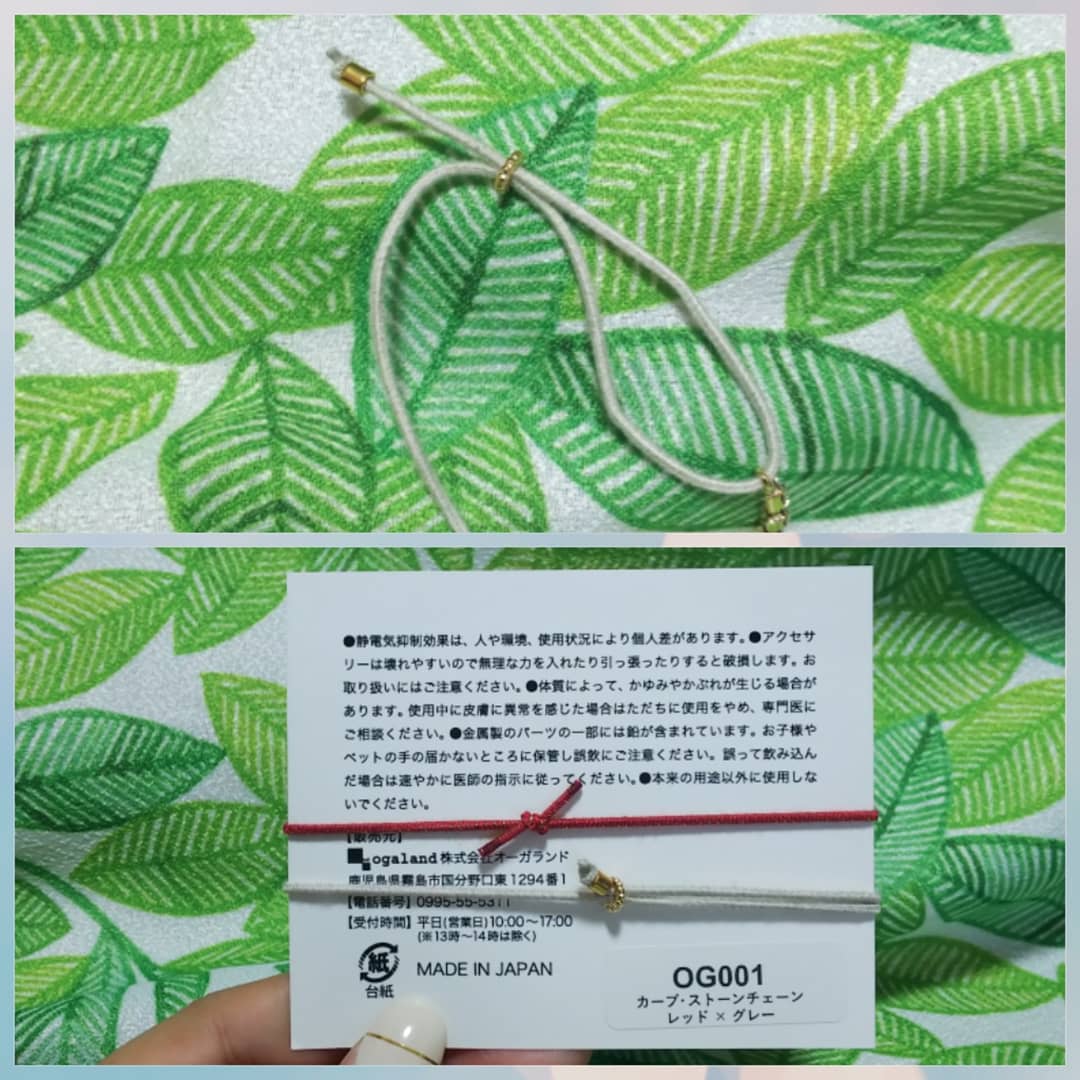 ●静電気抑制効果は、人や環境、使用状況により個人差があります。●アクセサ
リーは壊れやすいので無理な力を入れたり引っ張ったりすると破損します。お
取り扱いにはご注意ください。●体質によって、かゆみやかぶれが生じる場合が
あります。使用中に皮膚に異常を感じた場合はただちに使用をやめ、専門医に
ご相談ください。●金属製のパーツの一部には鉛が含まれています。お子様や
ペットの手の届かないところに保管し誤飲にご注意ください。誤って飲み込ん
だ場合は速やかに医師の指示に従ってください。●本来の用途以外に使用しな
いでください。
【販売元】
ogaland 株式会社オーガランド
鹿児島県霧島市国分野口東1294番1
【電話番号】0995-55-5311
【受付時間】平日(営業日)10:00～17:00
(※13時～14時は除く)
紙
台紙
MADE IN JAPAN
OG001
カーブ・ストーンチェーン
レッド × グレー